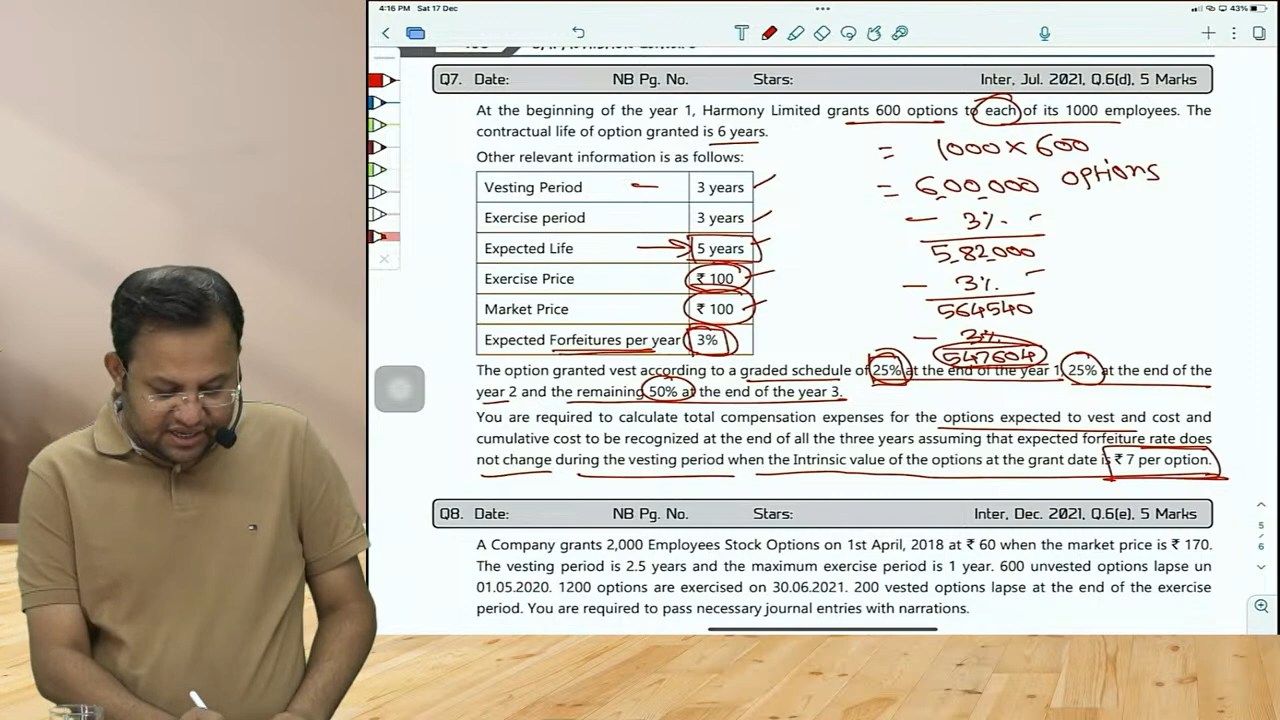 4:16 PM Sat 17 Dec
43%
Q7. Date: NB Pg. No. Stars: Inter, Jul. 2021, Q.6(d), 5 Marks
At the beginning of the year 1, Harmony Limited grants 600 options to each of its 1000 employees. The
contractual life of option granted is 6 years.
Other relevant information is as follows:
Vesting Period 3 years
Exercise period 3 years
Expected Life 5 years
Exercise Price ₹ 100
Market Price ₹ 100
Expected Forfeitures per year 3%
= 1000 × 600
= 600,000 options
- 3%
582000
- 3%
564540
- 3%
547604
The option granted vest according to a graded schedule of 25% at the end of the year 1, 25% at the end of the
year 2 and the remaining 50% at the end of the year 3.
You are required to calculate total compensation expenses for the options expected to vest and cost and
cumulative cost to be recognized at the end of all the three years assuming that expected forfeiture rate does
not change during the vesting period when the Intrinsic value of the options at the grant date is ₹ 7 per option.
Q8. Date: NB Pg. No. Stars: Inter, Dec. 2021, Q.6(e), 5 Marks
A Company grants 2,000 Employees Stock Options on 1st April, 2018 at ₹ 60 when the market price is ₹ 170.
The vesting period is 2.5 years and the maximum exercise period is 1 year. 600 unvested options lapse un
01.05.2020. 1200 options are exercised on 30.06.2021. 200 vested options lapse at the end of the exercise
period. You are required to pass necessary journal entries with narrations.
5
6